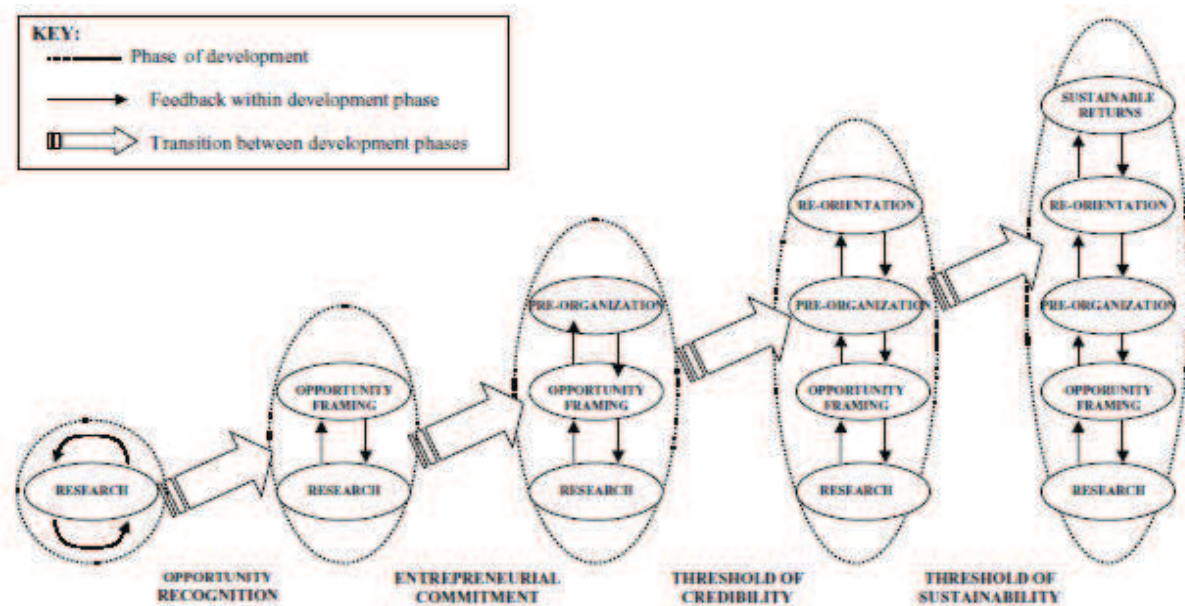 KEY:
Phase of development
Feedback within development phase
Transition between development phases
RESEARCH
OPPORTUNITY
FRAMING
RESEARCH
PRE-ORGANIZATION
OPPORTUNITY
FRAMING
RESEARCH
RE-ORIENTATION
PRE-ORGANIZATION
OPPORTUNITY
FRAMING
RESEARCH
SUSTAINABLE
RETURNS
RE-ORIENTATION
PRE-ORGANIZATION
OPPORUNITY
FRAMING
RESEARCH
OPPORTUNITY
RECOGNITION
ENTREPRENEURIAL
COMMITMENT
THRESHOLD OF
CREDIBILITY
THRESHOLD OF
SUSTAINABILITY